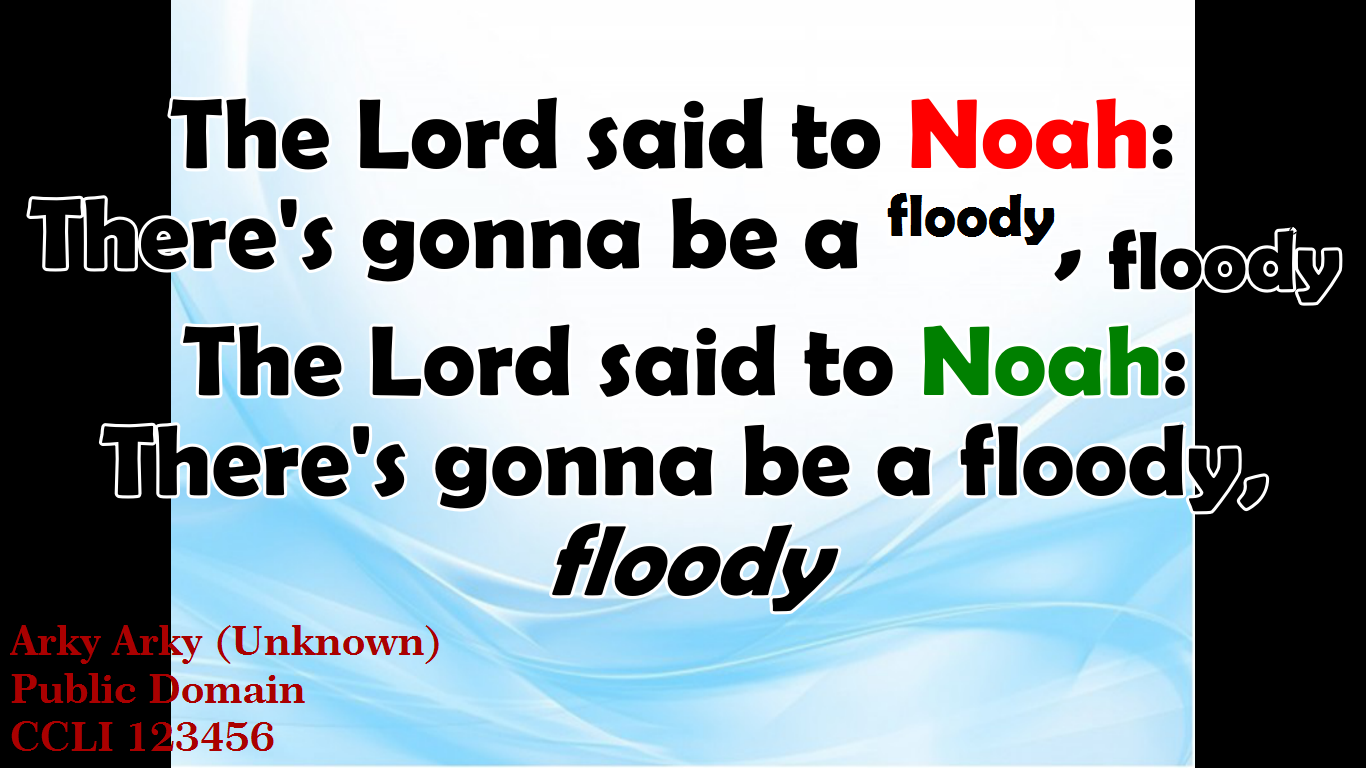 The Lord said to Noah:
There's gonna be a floody, floody
The Lord said to Noah:
There's gonna be a floody,
floody
Arky Arky (Unknown)
Public Domain
CCLI 123456